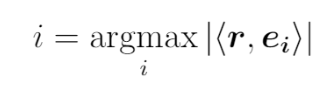 i = argmax |⟨r, e_i⟩|
i